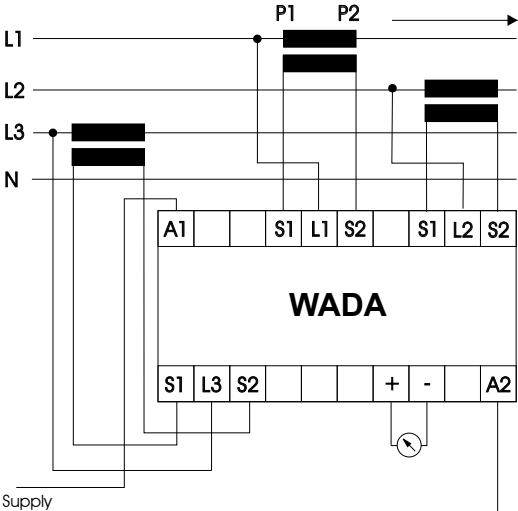 P1 P2
L1
L2
L3
N
A1 S1 L1 S2 S1 L2 S2
WADA
S1 L3 S2 + - A2
Supply